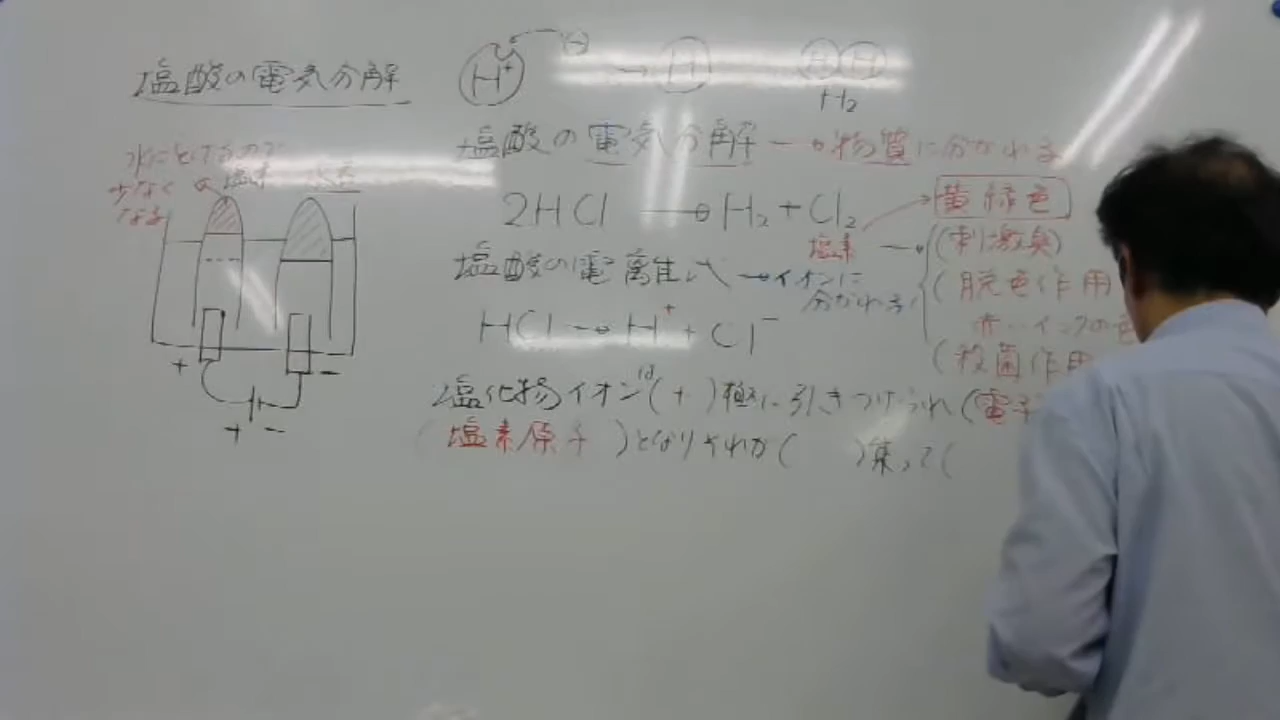 塩酸の電気分解
H⁺ ⊖ → H HH
H₂
水にとけるので
少なく
なる
塩素 水素
+ −
+ −
塩酸の電気分解 → 物質に分かれる
2HCl → H₂ + Cl₂
塩素 → 黄緑色
(刺激臭)
(脱色作用
赤…インクの色
(殺菌作用
塩酸の電離式 → イオンに
分かれる
HCl → H⁺ + Cl⁻
塩化物イオンは(+)極に引きつけられ(電子
(塩素原子)となりそれが( )集って(